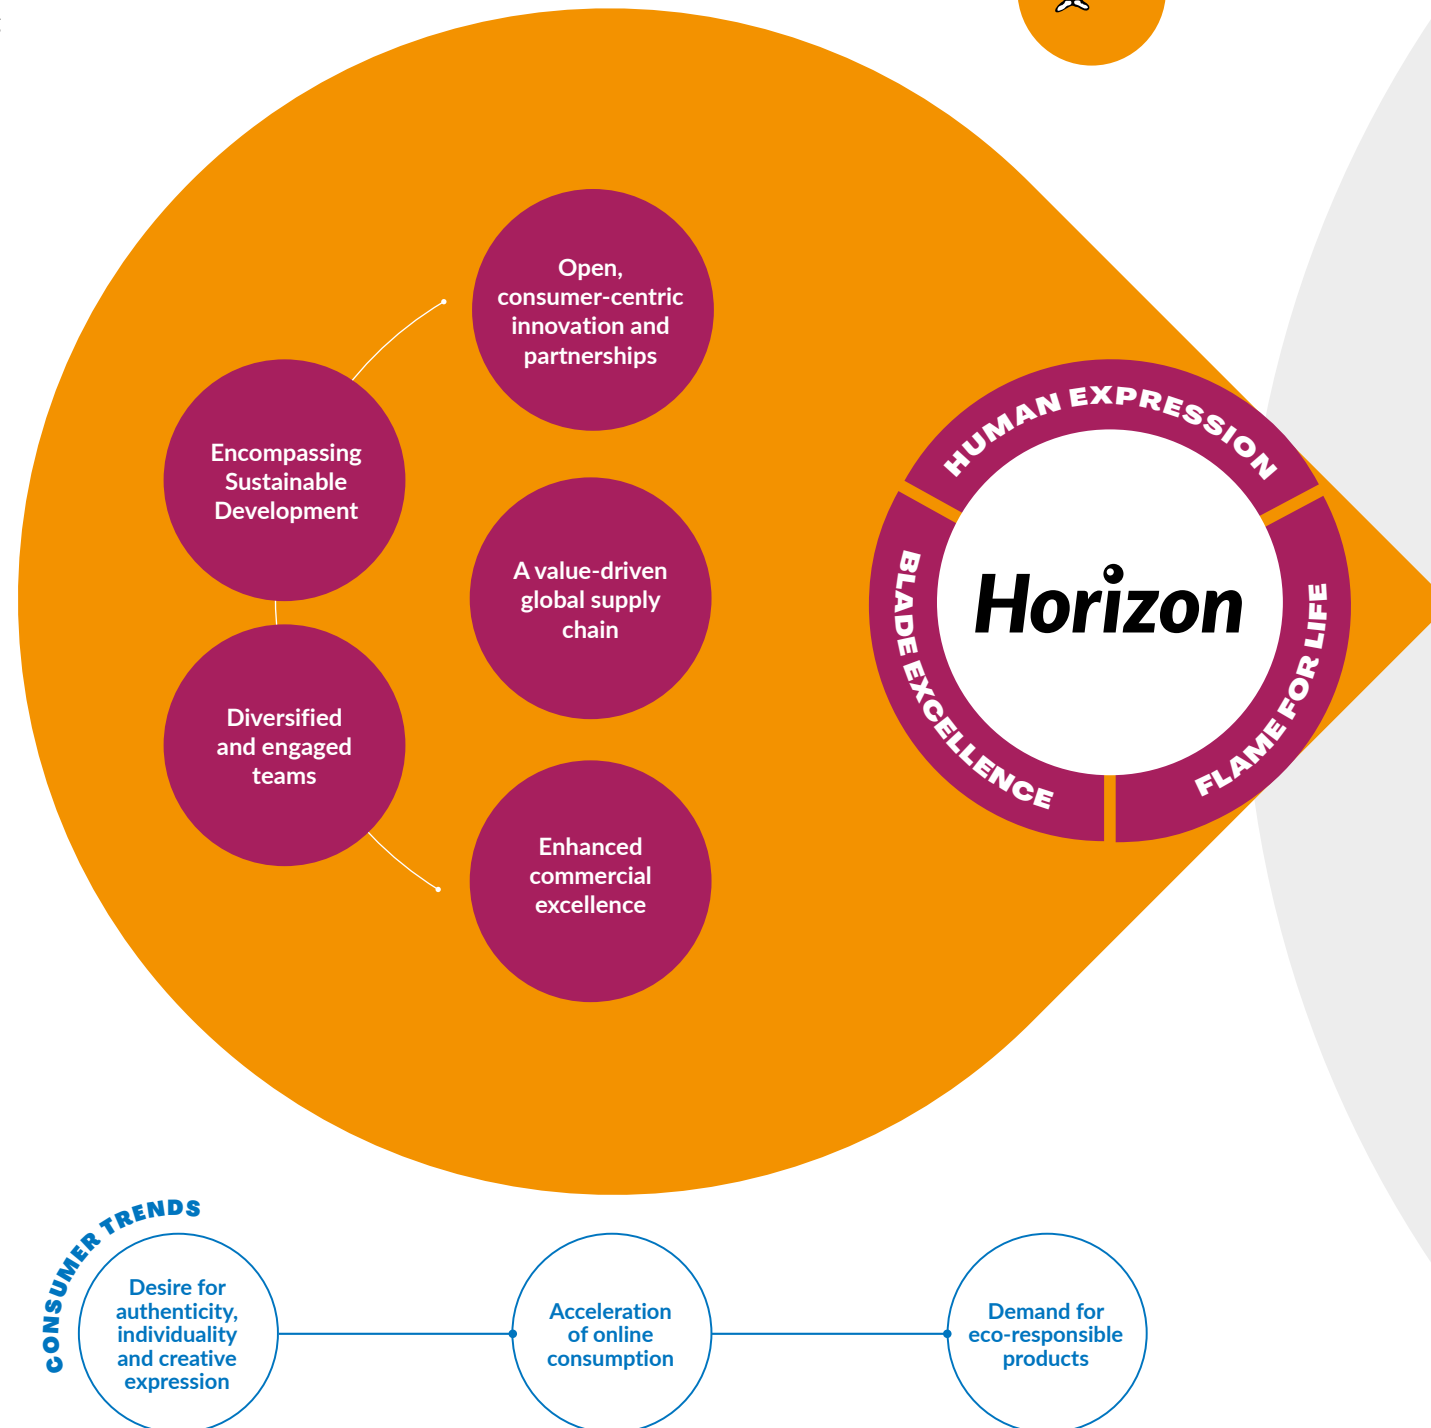 Open,
consumer-centric
innovation and
partnerships
Encompassing
Sustainable
Development
A value-driven
global supply
chain
Diversified
and engaged
teams
Enhanced
commercial
excellence
HUMAN EXPRESSION
BLADE EXCELLENCE
FLAME FOR LIFE
Horizon
CONSUMER TRENDS
Desire for
authenticity,
individuality
and creative
expression
Acceleration
of online
consumption
Demand for
eco-responsible
products